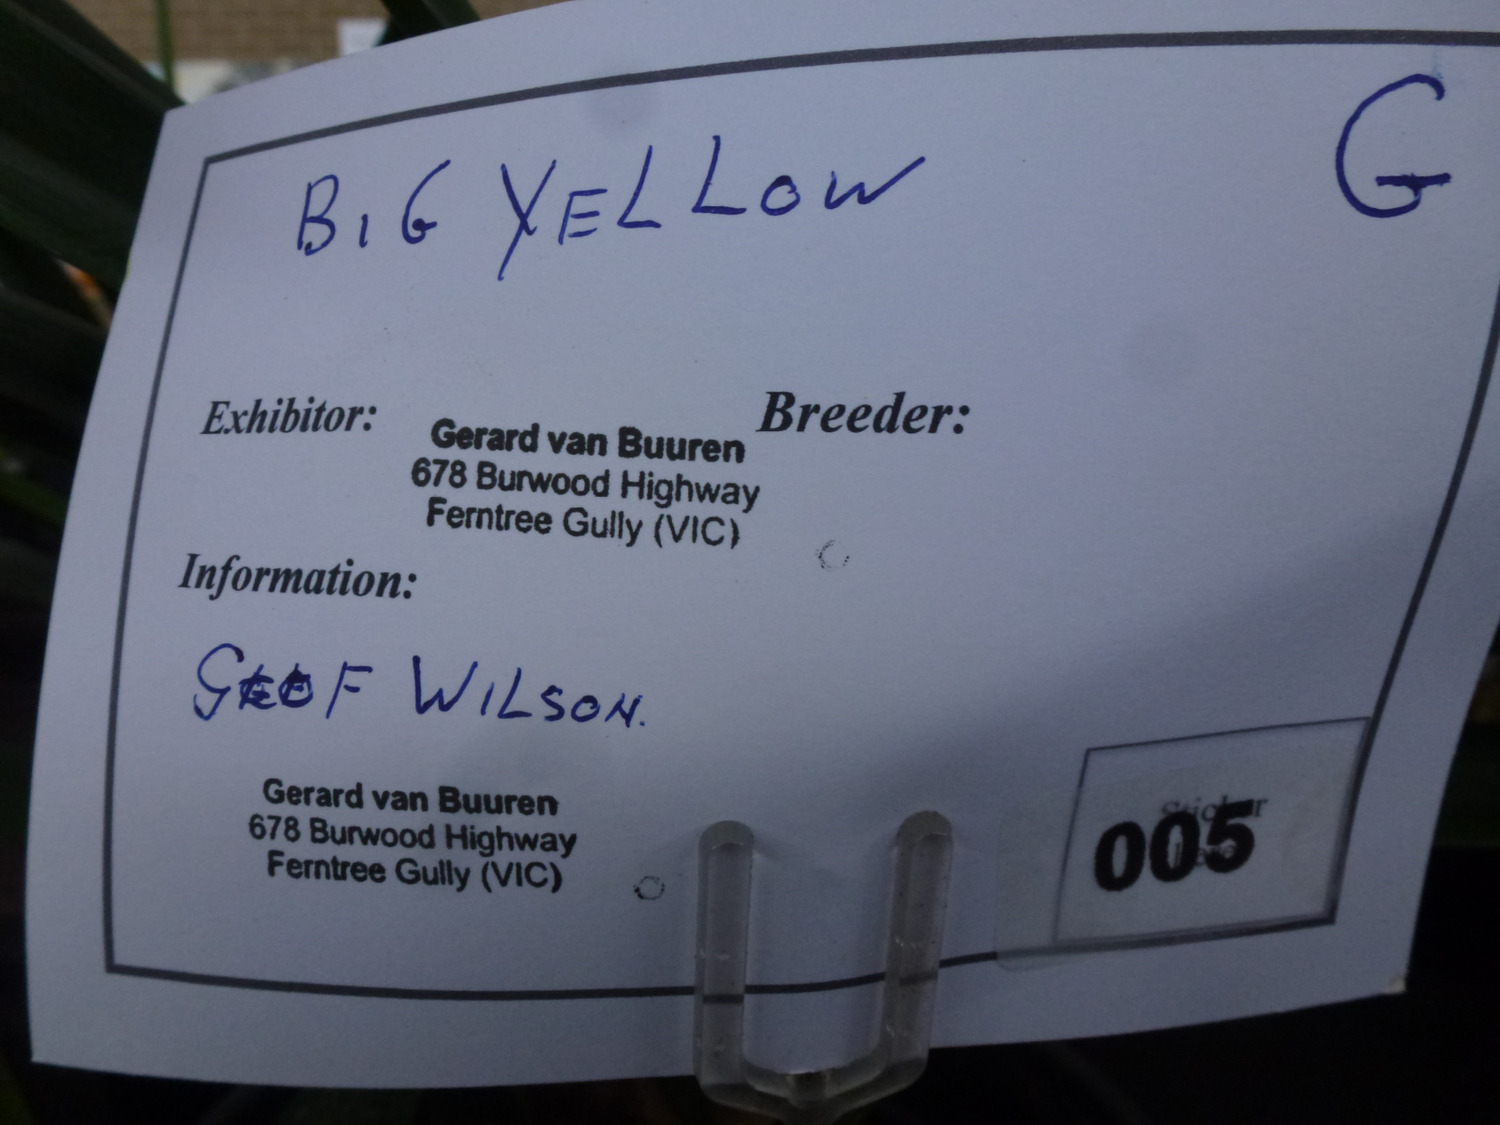 BIG YELLOW
G
Exhibitor:
Gerard van Buuren
678 Burwood Highway
Ferntree Gully (VIC)
Breeder:
Information:
GEOF WILSON.
Gerard van Buuren
678 Burwood Highway
Ferntree Gully (VIC)
Sticker
005